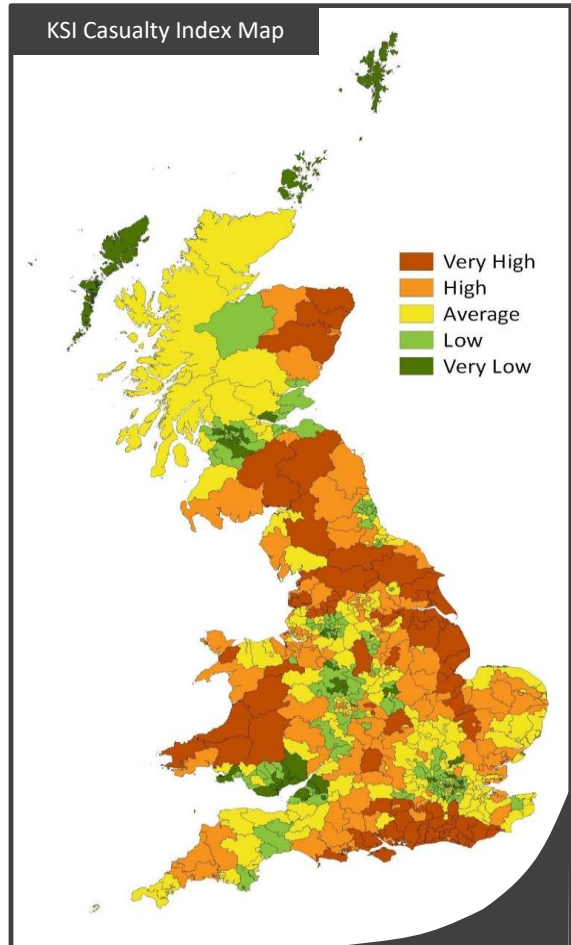 KSI Casualty Index Map
Very High
High
Average
Low
Very Low